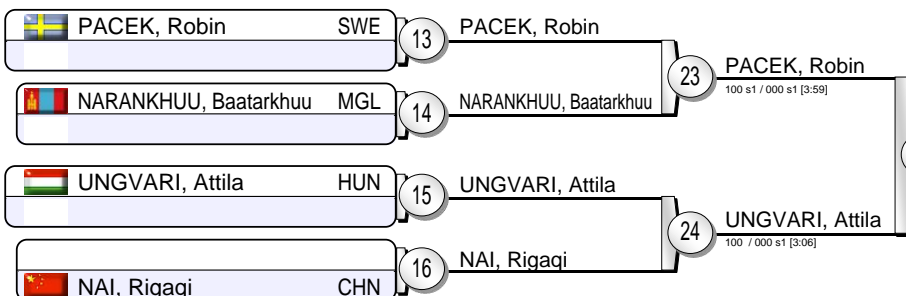 PACEK, Robin SWE
13
PACEK, Robin
NARANKHUU, Baatarkhuu MGL
14
NARANKHUU, Baatarkhuu
23
PACEK, Robin
100 s1 / 000 s1 [3:59]
UNGVARI, Attila HUN
15
UNGVARI, Attila
NAI, Rigaqi CHN
16
NAI, Rigaqi
24
UNGVARI, Attila
100 / 000 s1 [3:06]